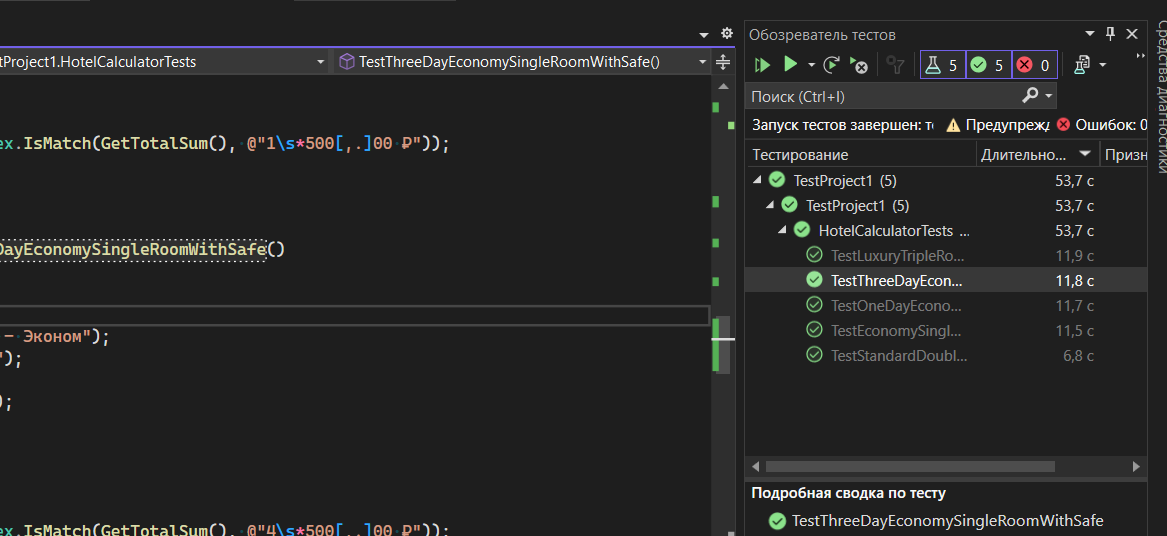 tProject1.HotelCalculatorTests
TestThreeDayEconomySingleRoomWithSafe()
ex.IsMatch(GetTotalSum(), @"1\s*500[,.]00 ₽"));
DayEconomySingleRoomWithSafe()
- Эконом");
");
);
ex.IsMatch(GetTotalSum(), @"4\s*500[,.]00 ₽"));
Обозреватель тестов
5 5 0
Поиск (Ctrl+I)
Запуск тестов завершен: т Предупрежд Ошибок: 0
Тестирование Длительно... Призн
TestProject1 (5) 53,7 с
TestProject1 (5) 53,7 с
HotelCalculatorTests ... 53,7 с
TestLuxuryTripleRo... 11,9 с
TestThreeDayEcon... 11,8 с
TestOneDayEcono... 11,7 с
TestEconomySingl... 11,5 с
TestStandardDoubl... 6,8 с
Подробная сводка по тесту
TestThreeDayEconomySingleRoomWithSafe
Средства диагностики